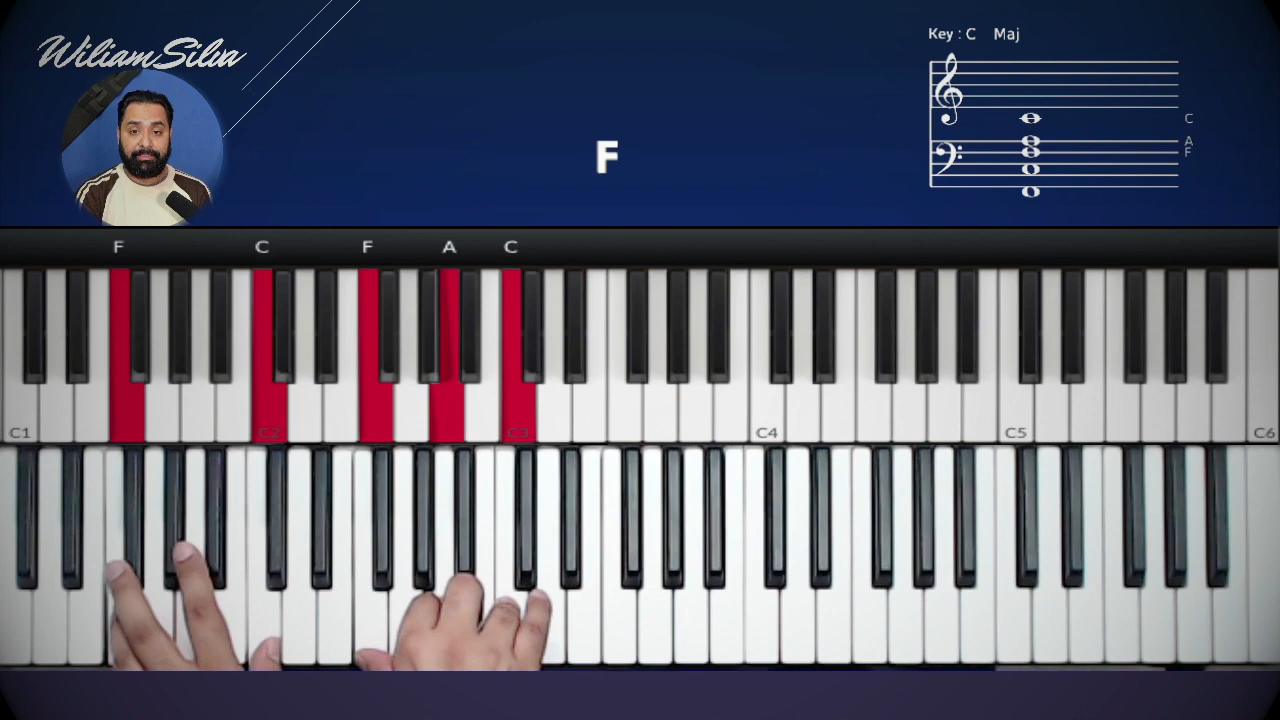 WiliamSilva
Key : C Maj
C
A
F
F
F C F A C
C1 C2 C3 C4 C5 C6